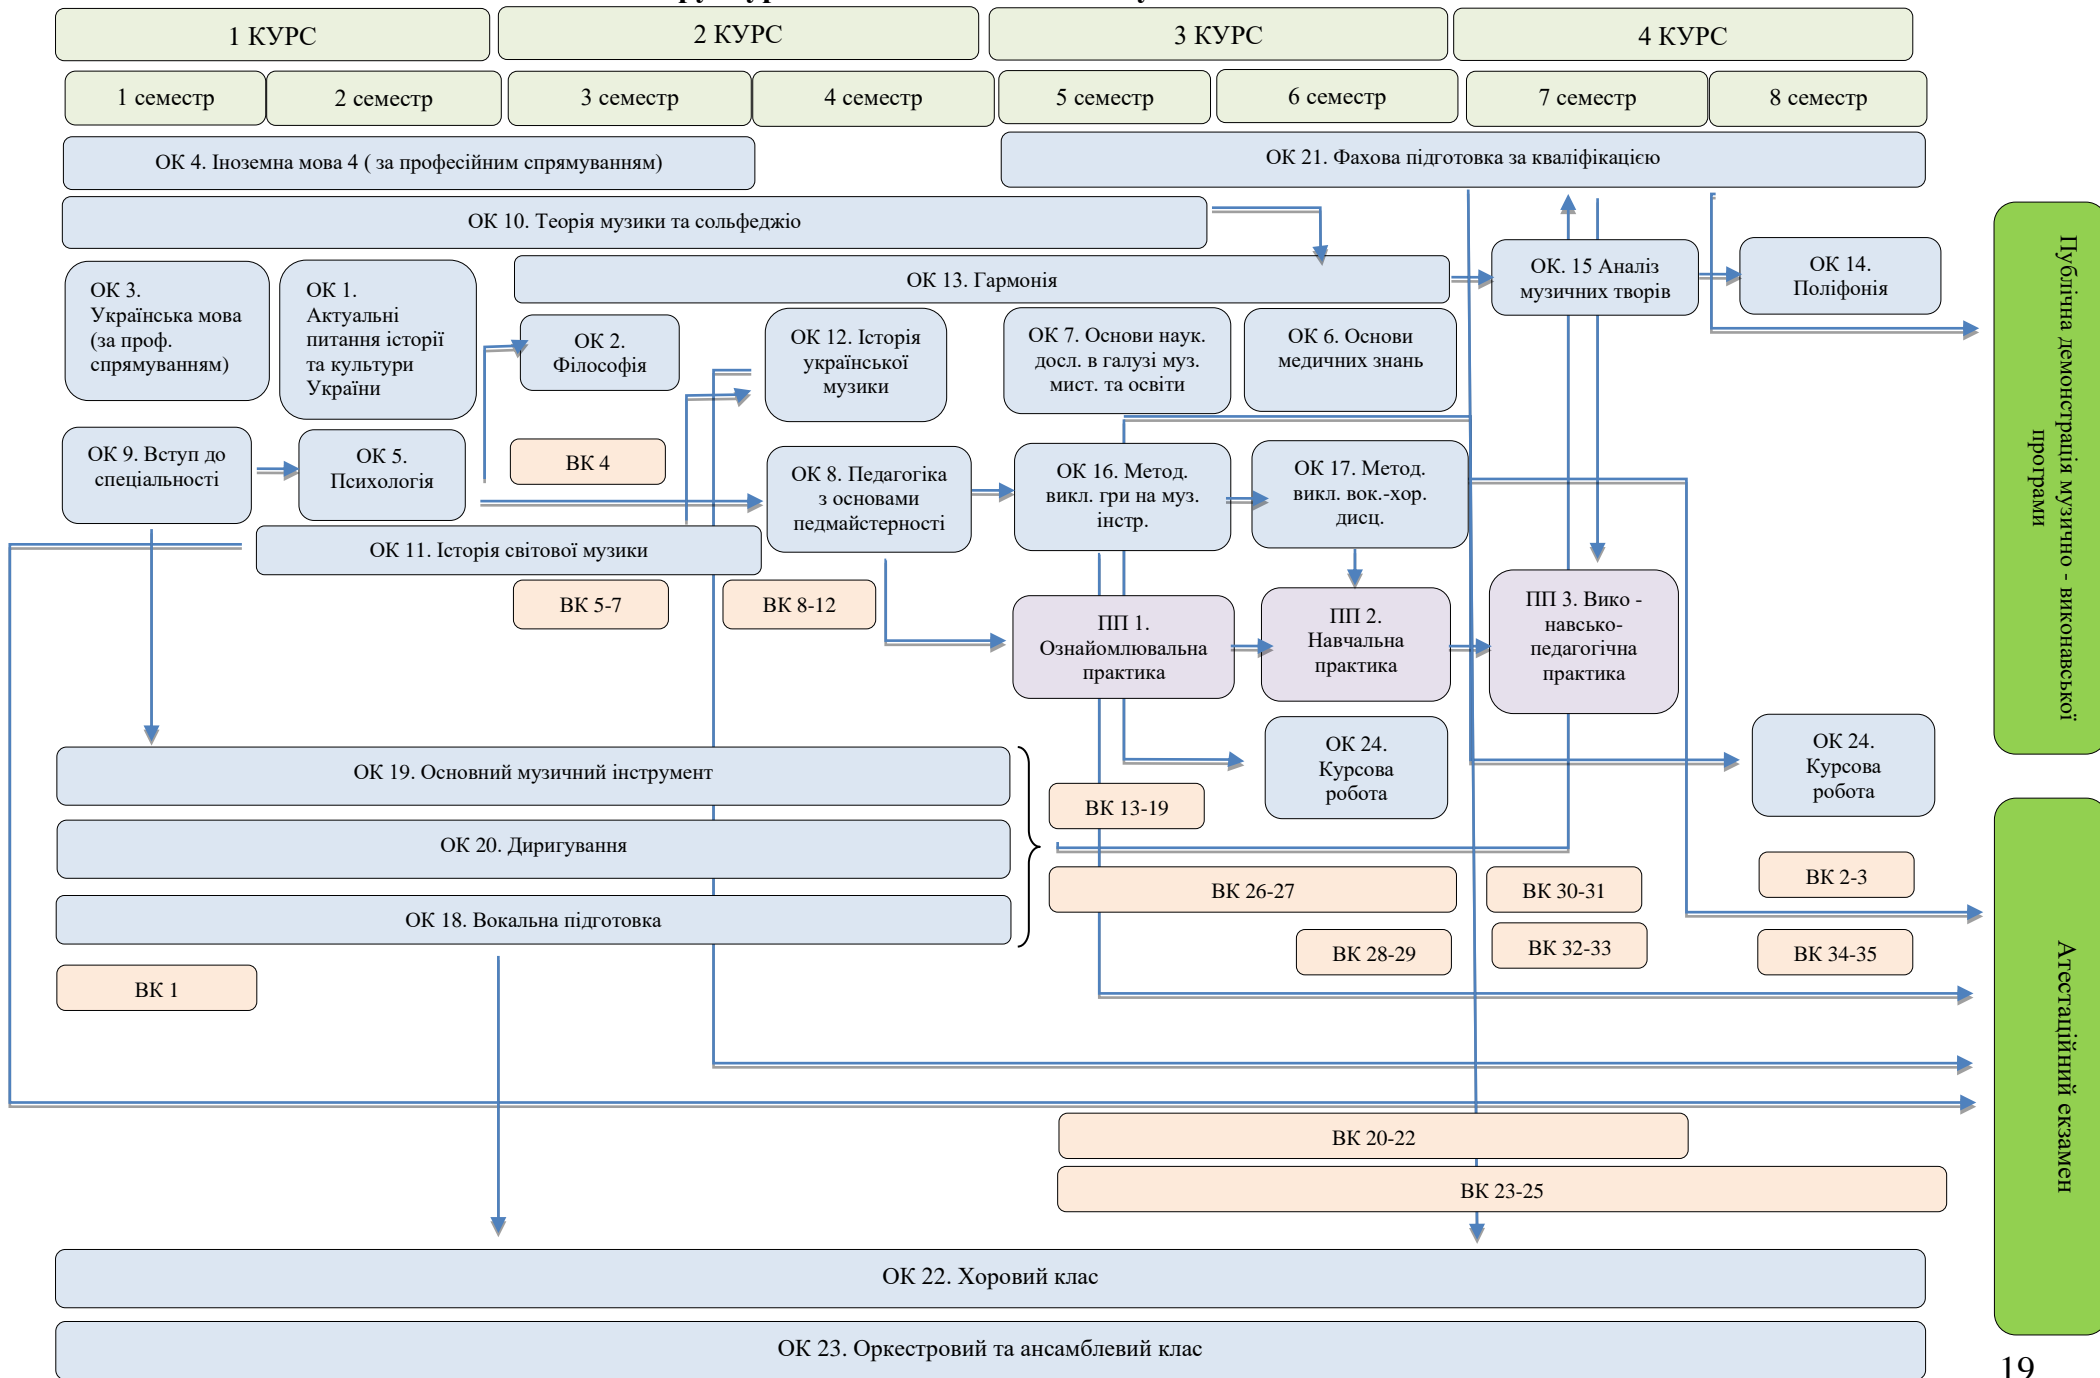 1 КУРС
2 КУРС
3 КУРС
4 КУРС
1 семестр
2 семестр
3 семестр
4 семестр
5 семестр
6 семестр
7 семестр
8 семестр
ОК 4. Іноземна мова 4 ( за професійним спрямуванням)
ОК 21. Фахова підготовка за кваліфікацією
ОК 10. Теорія музики та сольфеджіо
ОК 3.
Українська мова
(за проф.
спрямуванням)
ОК 1.
Актуальні
питання історії
та культури
України
ОК 13. Гармонія
ОК. 15 Аналіз
музичних творів
ОК 14.
Поліфонія
ОК 2.
Філософія
ОК 12. Історія
української
музики
ОК 7. Основи наук.
досл. в галузі муз.
мист. та освіти
ОК 6. Основи
медичних знань
ОК 9. Вступ до
спеціальності
ОК 5.
Психологія
ВК 4
ОК 8. Педагогіка
з основами
педмайстерності
ОК 16. Метод.
викл. гри на муз.
інстр.
ОК 17. Метод.
викл. вок.-хор.
дисц.
ОК 11. Історія світової музики
ВК 5-7
ВК 8-12
ПП 1.
Ознайомлювальна
практика
ПП 2.
Навчальна
практика
ПП 3. Вико -
навсько-
педагогічна
практика
ОК 19. Основний музичний інструмент
ОК 24.
Курсова
робота
ОК 24.
Курсова
робота
ВК 13-19
ОК 20. Диригування
ВК 26-27
ВК 30-31
ВК 2-3
ОК 18. Вокальна підготовка
ВК 28-29
ВК 32-33
ВК 34-35
ВК 1
ВК 20-22
ВК 23-25
ОК 22. Хоровий клас
ОК 23. Оркестровий та ансамблевий клас
Публічна демонстрація музично - виконавської
програми
Атестаційний екзамен
19